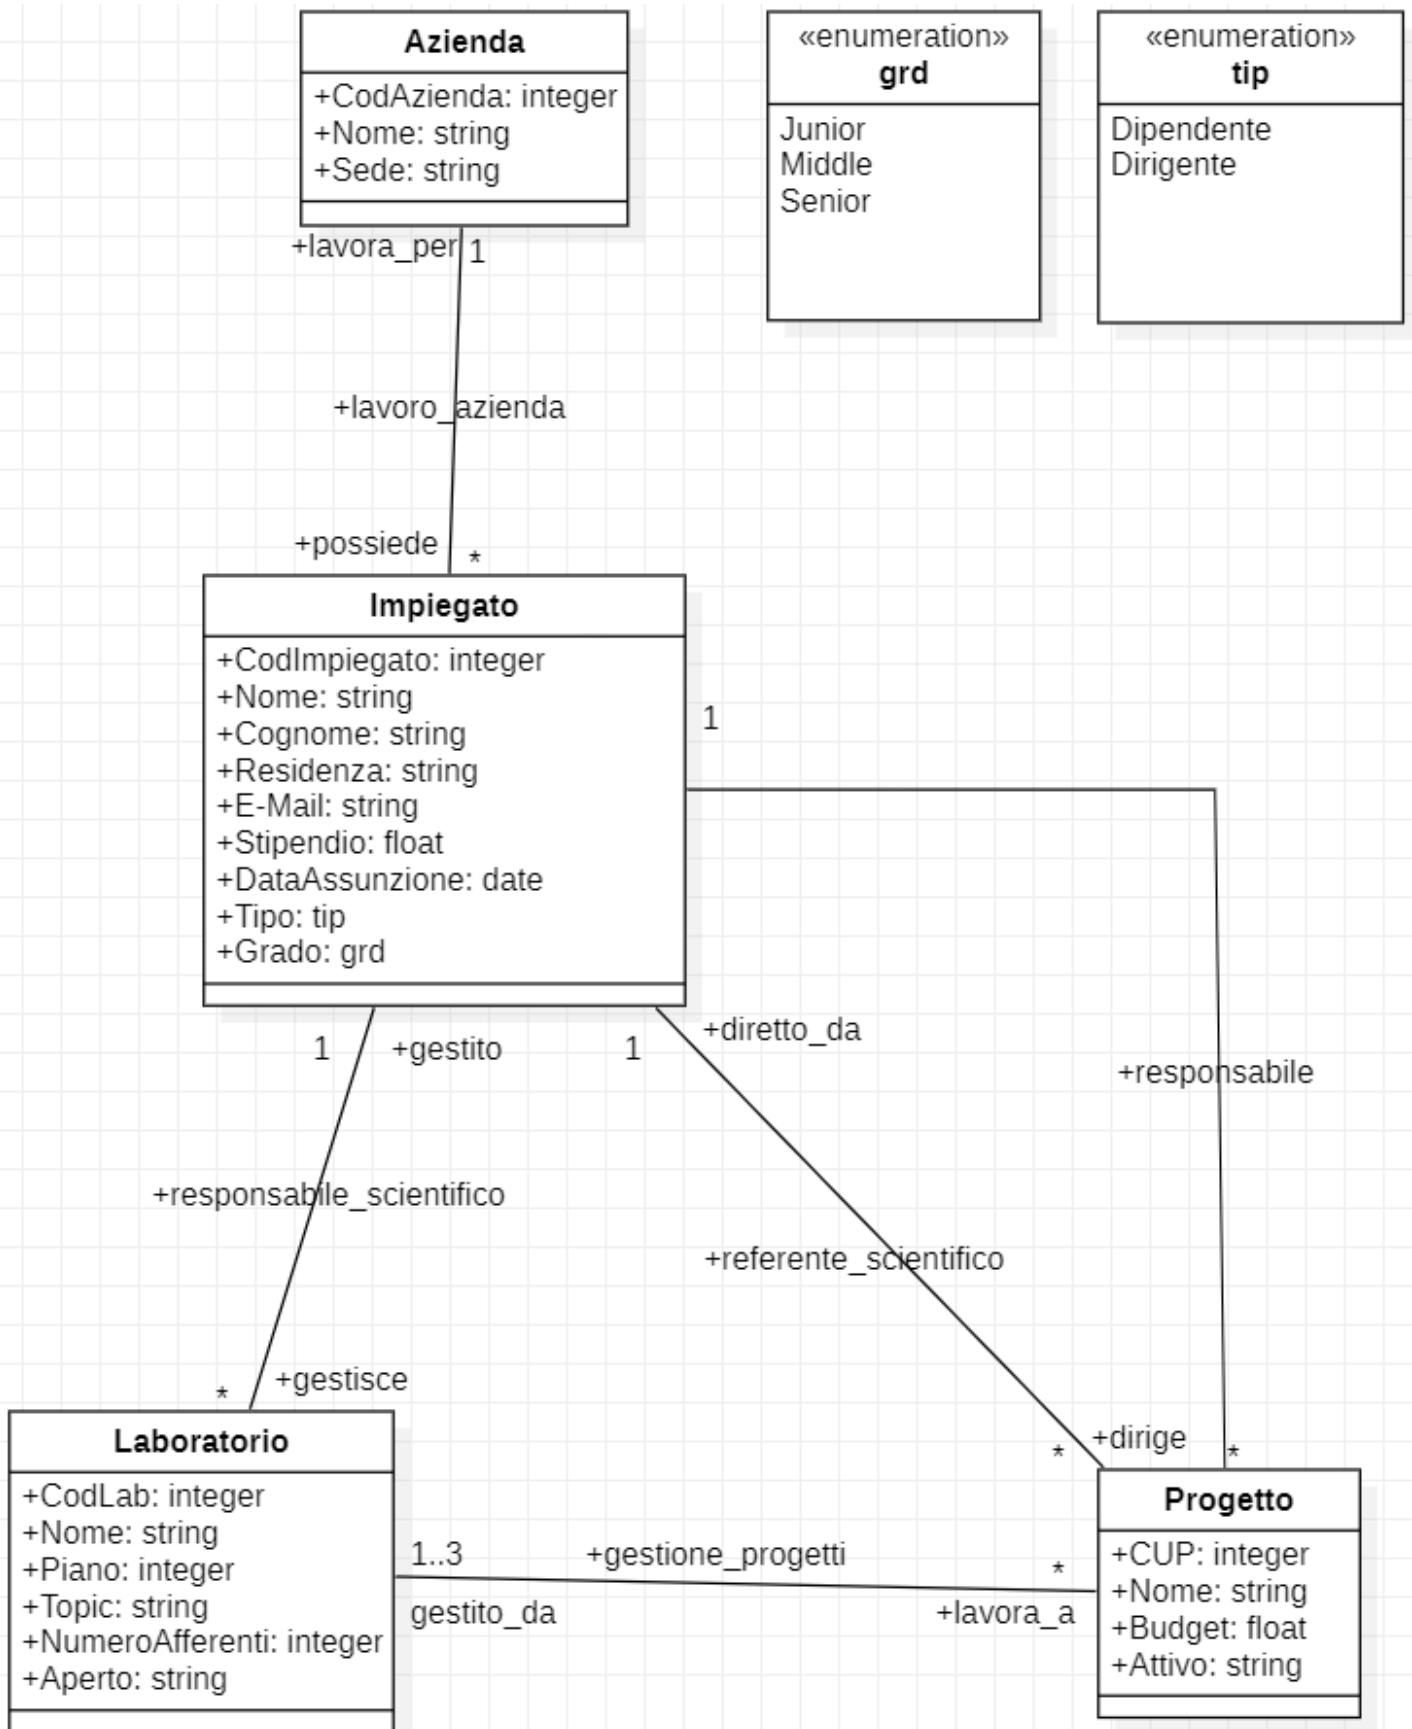 Azienda
+CodAzienda: integer
+Nome: string
+Sede: string
«enumeration»
grd
Junior
Middle
Senior
«enumeration»
tip
Dipendente
Dirigente
+lavora_per
1
+lavoro_azienda
+possiede
*
Impiegato
+CodImpiegato: integer
+Nome: string
+Cognome: string
+Residenza: string
+E-Mail: string
+Stipendio: float
+DataAssunzione: date
+Tipo: tip
+Grado: grd
1
1
+gestito
1
+diretto_da
+responsabile
+responsabile_scientifico
+referente_scientifico
*
+gestisce
*
+dirige
*
Laboratorio
+CodLab: integer
+Nome: string
+Piano: integer
+Topic: string
+NumeroAfferenti: integer
+Aperto: string
1..3
+gestione_progetti
*
gestito_da
+lavora_a
Progetto
+CUP: integer
+Nome: string
+Budget: float
+Attivo: string